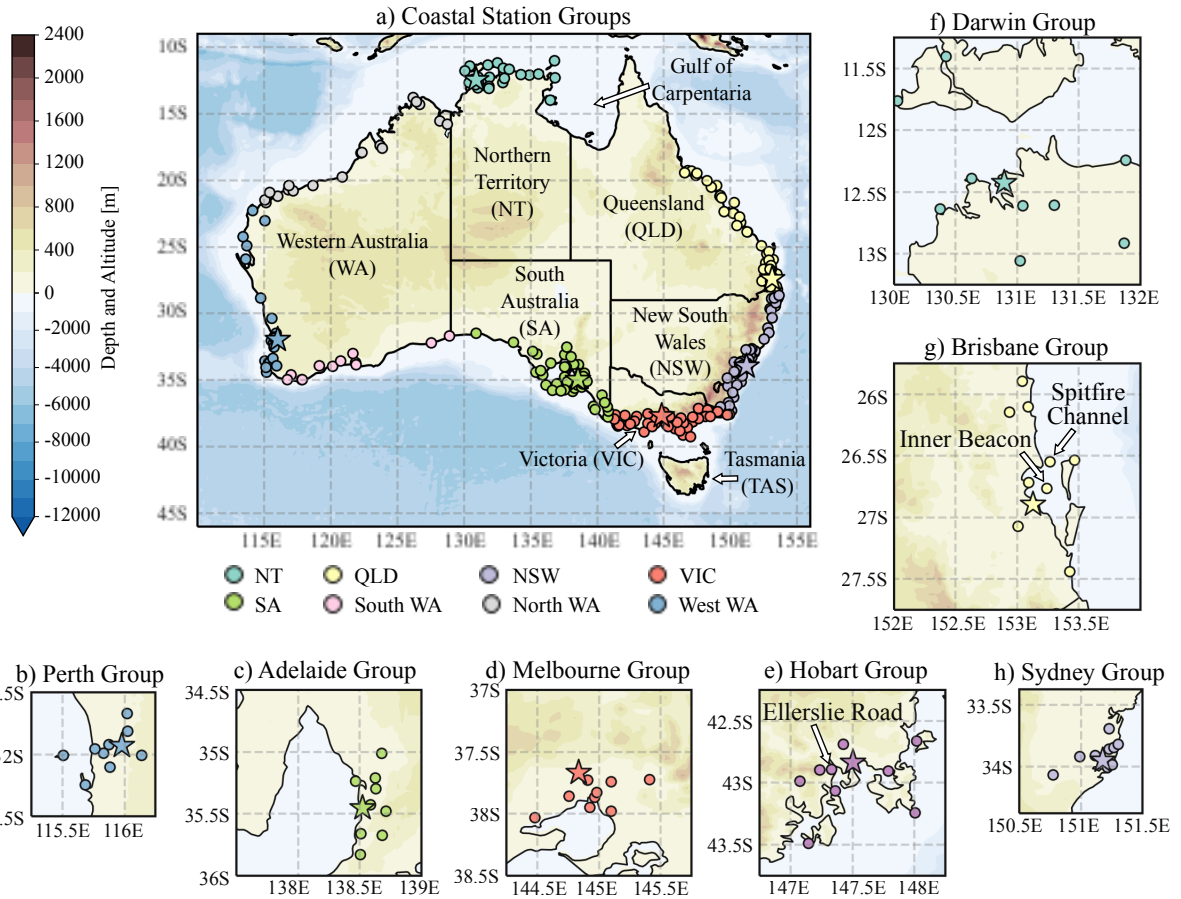 a) Coastal Station Groups
2400
2000
1600
1200
800
400
0
-2000
-4000
-6000
-8000
-10000
-12000
Depth and Altitude [m]
10S
15S
20S
25S
30S
35S
40S
45S
115E
120E
125E
130E
135E
140E
145E
150E
155E
Gulf of
Carpentaria
Northern
Territory
(NT)
Queensland
(QLD)
Western Australia
(WA)
South
Australia
(SA)
New South
Wales
(NSW)
Victoria (VIC)
Tasmania
(TAS)
NT
QLD
NSW
VIC
SA
South WA
North WA
West WA
f) Darwin Group
11.5S
12S
12.5S
13S
130E
130.5E
131E
131.5E
132E
g) Brisbane Group
26S
26.5S
27S
27.5S
152E
152.5E
153E
153.5E
Spitfire
Channel
Inner Beacon
b) Perth Group
.5S
.2S
.5S
115.5E
116E
c) Adelaide Group
34.5S
35S
35.5S
36S
138E
138.5E
139E
d) Melbourne Group
37S
37.5S
38S
38.5S
144.5E
145E
145.5E
e) Hobart Group
Ellerslie Road
42.5S
43S
43.5S
147E
147.5E
148E
h) Sydney Group
33.5S
34S
150.5E
151E
151.5E